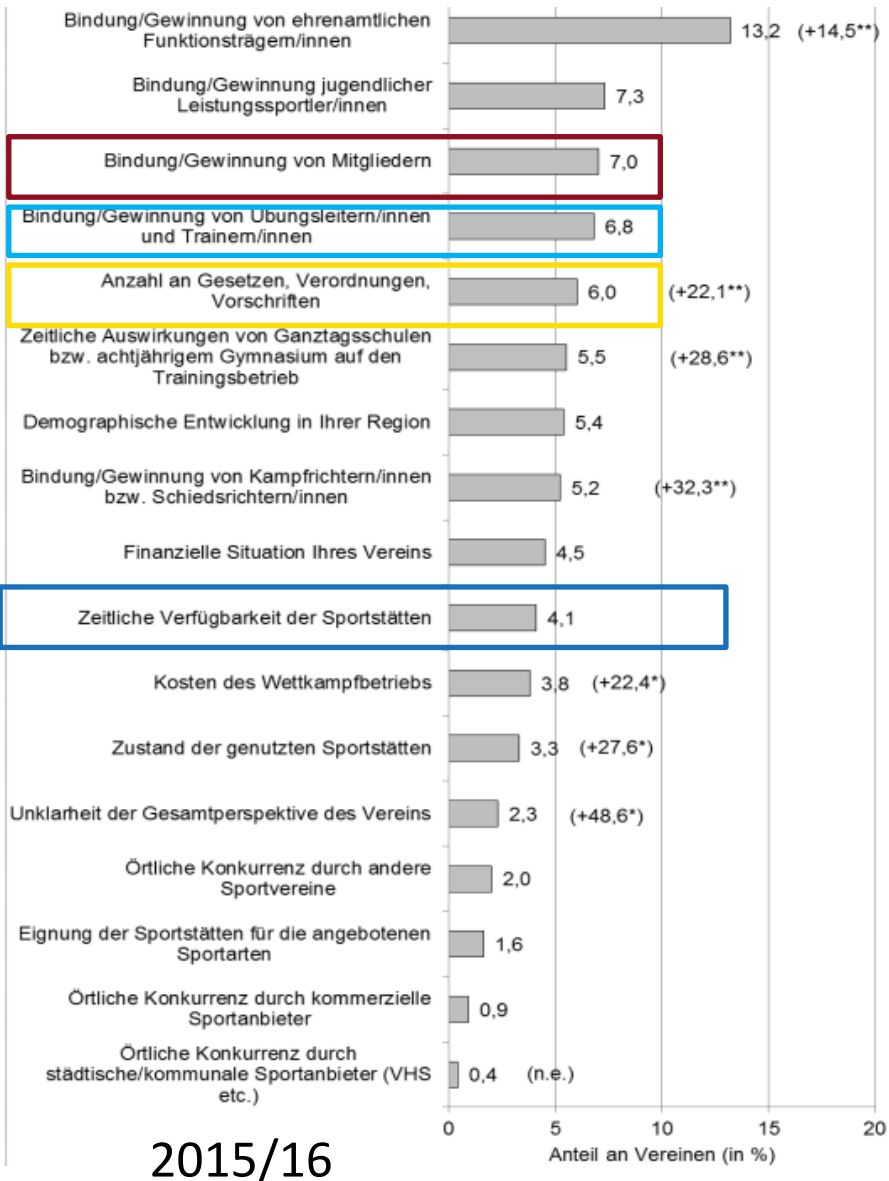 Bindung/Gewinnung von ehrenamtlichen
Funktionsträgern/innen
13,2 (+14,5**)
Bindung/Gewinnung jugendlicher
Leistungssportler/innen
7,3
Bindung/Gewinnung von Mitgliedern
7,0
Bindung/Gewinnung von Übungsleitern/innen
und Trainern/innen
6,8
Anzahl an Gesetzen, Verordnungen,
Vorschriften
6,0 (+22,1**)
Zeitliche Auswirkungen von Ganztagsschulen
bzw. achtjährigem Gymnasium auf den
Trainingsbetrieb
5,5 (+28,6**)
Demographische Entwicklung in Ihrer Region
5,4
Bindung/Gewinnung von Kampfrichtern/innen
bzw. Schiedsrichtern/innen
5,2 (+32,3**)
Finanzielle Situation Ihres Vereins
4,5
Zeitliche Verfügbarkeit der Sportstätten
4,1
Kosten des Wettkampfbetriebs
3,8 (+22,4*)
Zustand der genutzten Sportstätten
3,3 (+27,6*)
Unklarheit der Gesamtperspektive des Vereins
2,3 (+48,6*)
Örtliche Konkurrenz durch andere
Sportvereine
2,0
Eignung der Sportstätten für die angebotenen
Sportarten
1,6
Örtliche Konkurrenz durch kommerzielle
Sportanbieter
0,9
Örtliche Konkurrenz durch
städtische/kommunale Sportanbieter (VHS
etc.)
0,4 (n.e.)
0 5 10 15 20
Anteil an Vereinen (in %)
2015/16